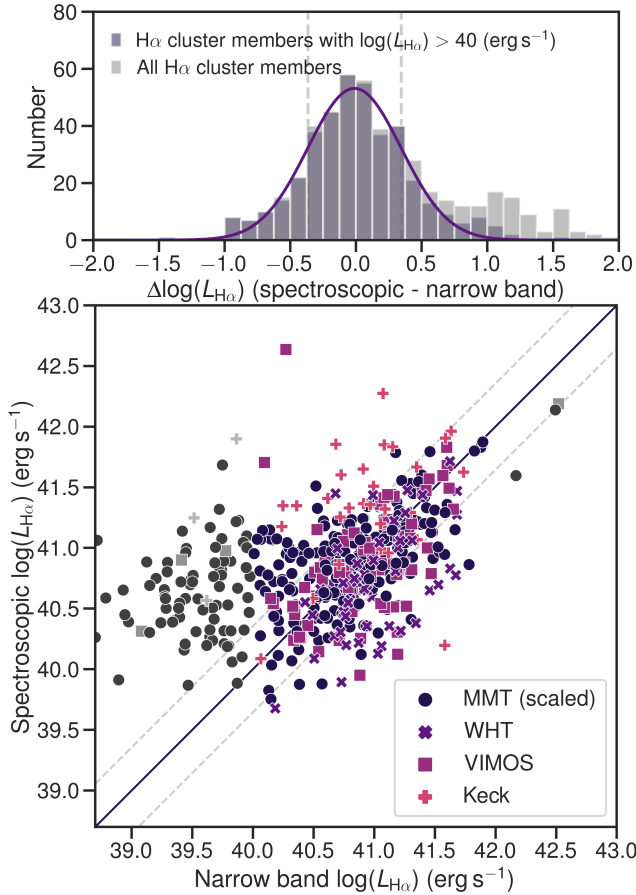 80
60
40
20
0
Number
Hα cluster members with log(L_Hα) > 40 (erg s⁻¹)
All Hα cluster members
−2.0 −1.5 −1.0 −0.5 0.0 0.5 1.0 1.5 2.0
Δlog(L_Hα) (spectroscopic - narrow band)
43.0
42.5
42.0
41.5
41.0
40.5
40.0
39.5
39.0
Spectroscopic log(L_Hα) (erg s⁻¹)
MMT (scaled)
WHT
VIMOS
Keck
39.0 39.5 40.0 40.5 41.0 41.5 42.0 42.5 43.0
Narrow band log(L_Hα) (erg s⁻¹)